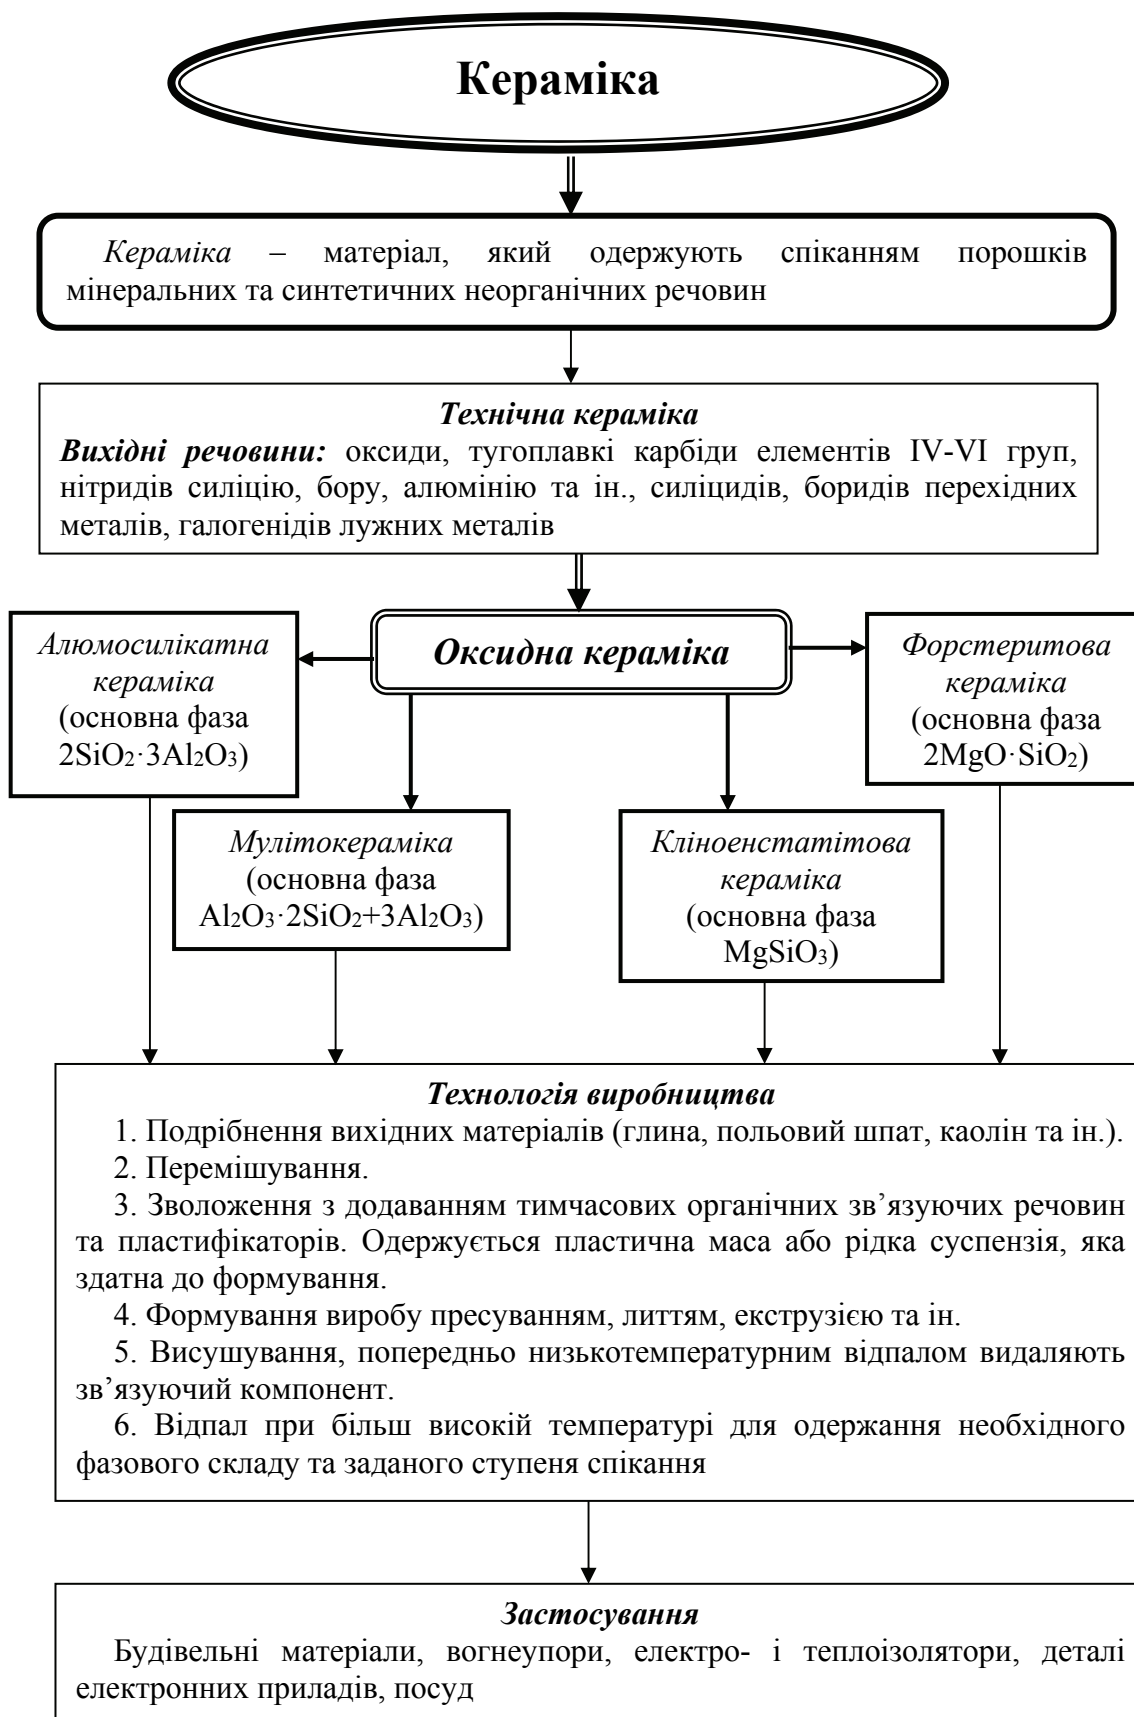 Кераміка
Кераміка – матеріал, який одержують спіканням порошків
мінеральних та синтетичних неорганічних речовин
Технічна кераміка
Вихідні речовини: оксиди, тугоплавкі карбіди елементів IV-VI груп,
нітридів силіцію, бору, алюмінію та ін., силіцидів, боридів перехідних
металів, галогенідів лужних металів
Оксидна кераміка
Алюмосилікатна
кераміка
(основна фаза
2SiO₂·3Al₂O₃)
Форстеритова
кераміка
(основна фаза
2MgO·SiO₂)
Мулітокераміка
(основна фаза
Al₂O₃·2SiO₂+3Al₂O₃)
Кліноенстатітова
кераміка
(основна фаза
MgSiO₃)
Технологія виробництва
1. Подрібнення вихідних матеріалів (глина, польовий шпат, каолін та ін.).
2. Перемішування.
3. Зволоження з додаванням тимчасових органічних зв’язуючих речовин
та пластифікаторів. Одержується пластична маса або рідка суспензія, яка
здатна до формування.
4. Формування виробу пресуванням, литтям, екструзією та ін.
5. Висушування, попередньо низькотемпературним відпалом видаляють
зв’язуючий компонент.
6. Відпал при більш високій температурі для одержання необхідного
фазового складу та заданого ступеня спікання
Застосування
Будівельні матеріали, вогнеупори, електро- і теплоізолятори, деталі
електронних приладів, посуд